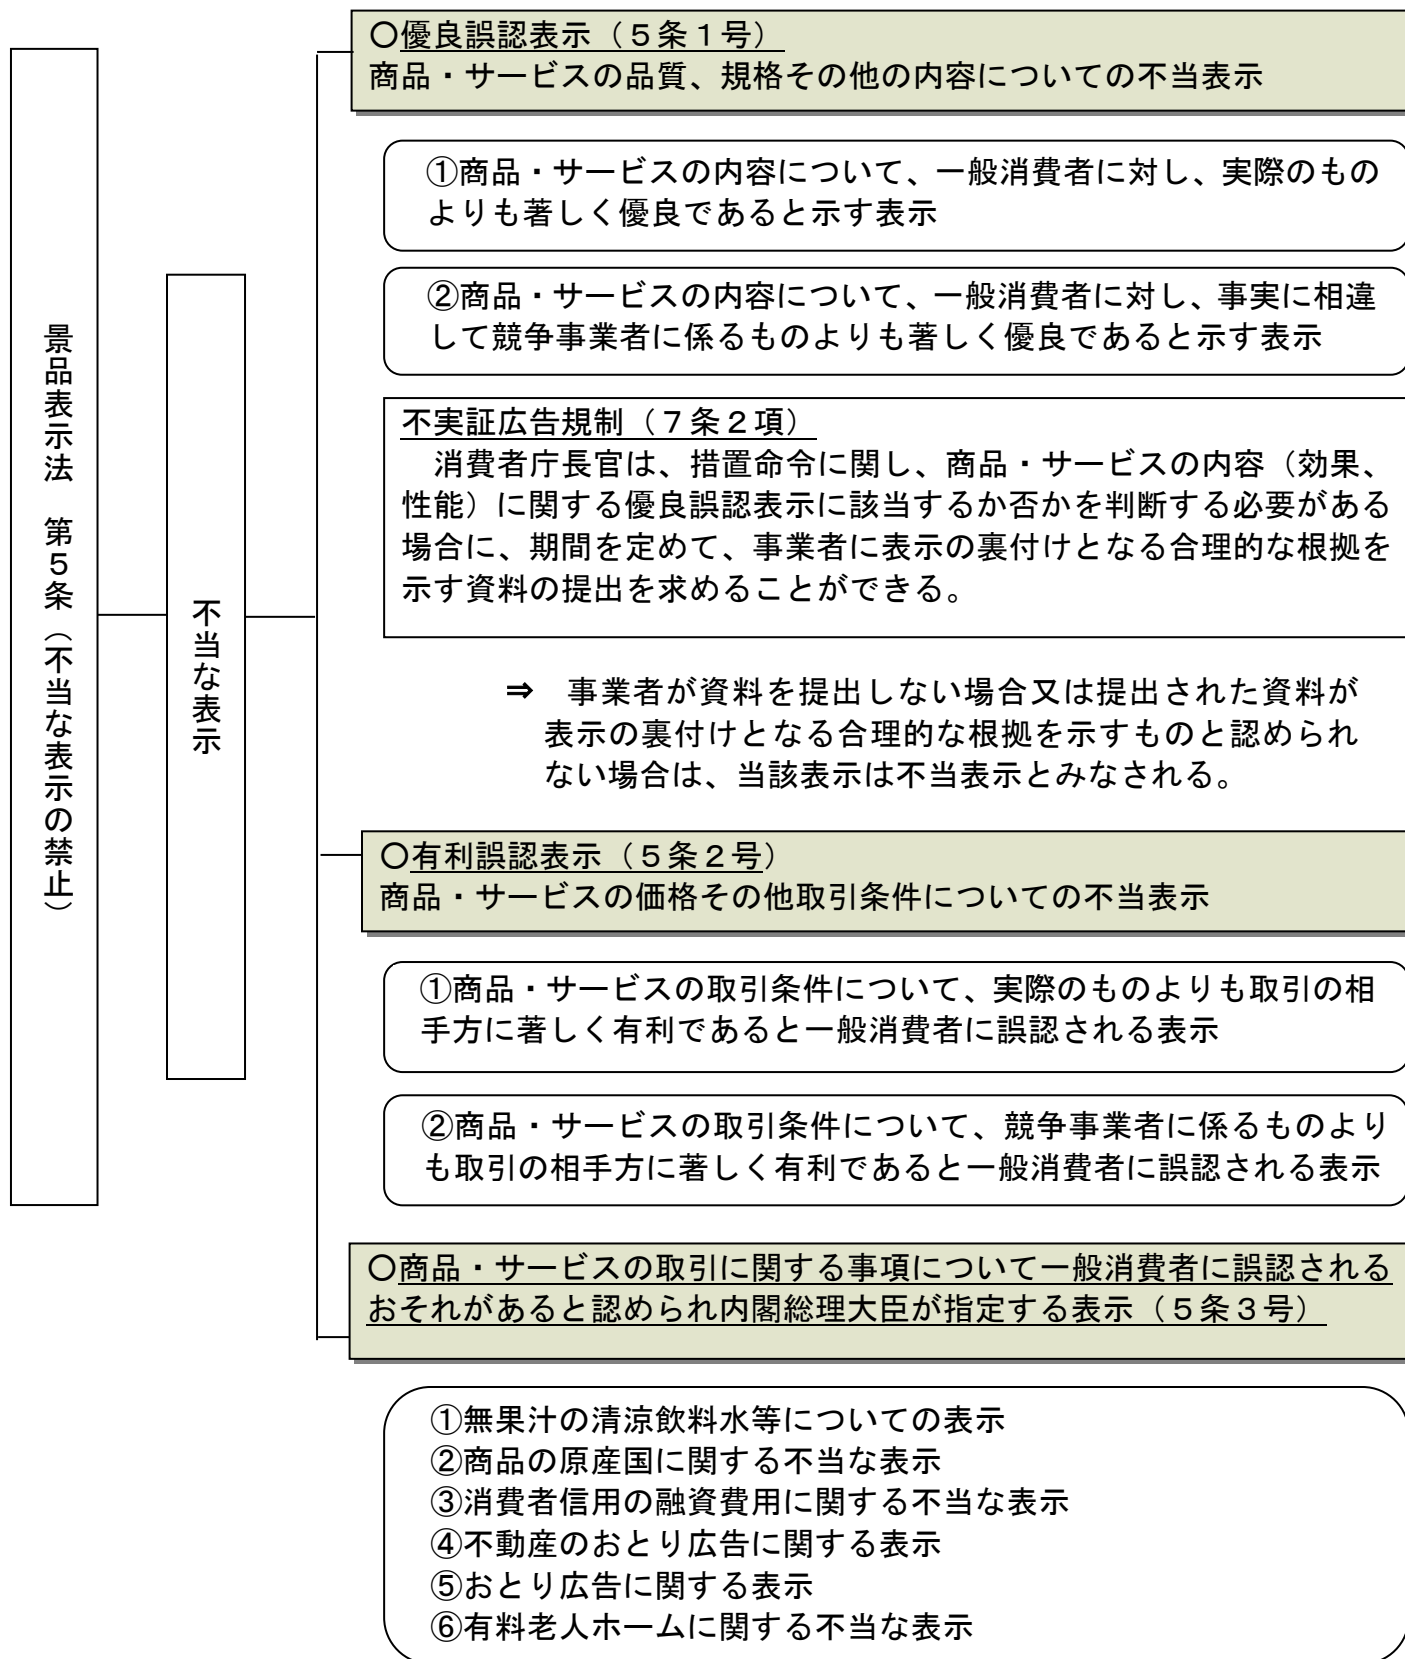 景品表示法　第５条（不当な表示の禁止）
不当な表示
○優良誤認表示（５条１号）
商品・サービスの品質、規格その他の内容についての不当表示
①商品・サービスの内容について、一般消費者に対し、実際のもの
よりも著しく優良であると示す表示
②商品・サービスの内容について、一般消費者に対し、事実に相違
して競争事業者に係るものよりも著しく優良であると示す表示
不実証広告規制（７条２項）
消費者庁長官は、措置命令に関し、商品・サービスの内容（効果、
性能）に関する優良誤認表示に該当するか否かを判断する必要がある
場合に、期間を定めて、事業者に表示の裏付けとなる合理的な根拠を
示す資料の提出を求めることができる。
⇒　事業者が資料を提出しない場合又は提出された資料が
表示の裏付けとなる合理的な根拠を示すものと認められ
ない場合は、当該表示は不当表示とみなされる。
○有利誤認表示（５条２号）
商品・サービスの価格その他取引条件についての不当表示
①商品・サービスの取引条件について、実際のものよりも取引の相
手方に著しく有利であると一般消費者に誤認される表示
②商品・サービスの取引条件について、競争事業者に係るものより
も取引の相手方に著しく有利であると一般消費者に誤認される表示
○商品・サービスの取引に関する事項について一般消費者に誤認される
おそれがあると認められ内閣総理大臣が指定する表示（５条３号）
①無果汁の清涼飲料水等についての表示
②商品の原産国に関する不当な表示
③消費者信用の融資費用に関する不当な表示
④不動産のおとり広告に関する表示
⑤おとり広告に関する表示
⑥有料老人ホームに関する不当な表示